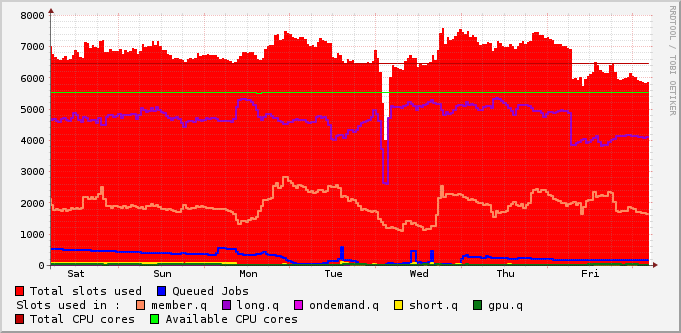 8000
7000
6000
5000
4000
3000
2000
1000
0
Sat Sun Mon Tue Wed Thu Fri
Total slots used Queued Jobs
Slots used in : member.q long.q ondemand.q short.q gpu.q
Total CPU cores Available CPU cores
RRDTOOL / TOBI OETIKER